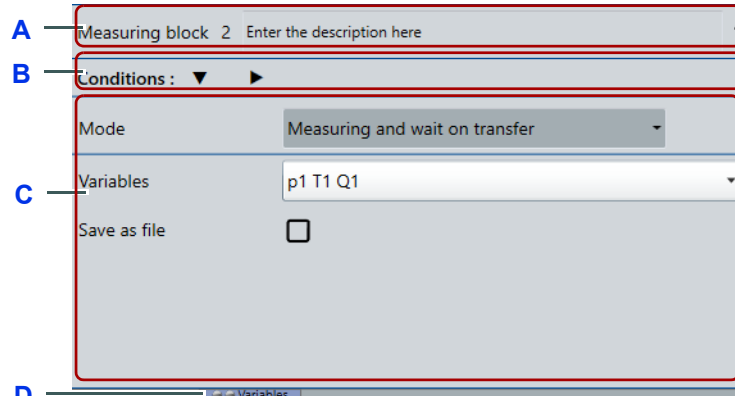 A Measuring block 2 Enter the description here
B Conditions : ▼ ▶
Mode Measuring and wait on transfer
C Variables p1 T1 Q1
Save as file
D Variables